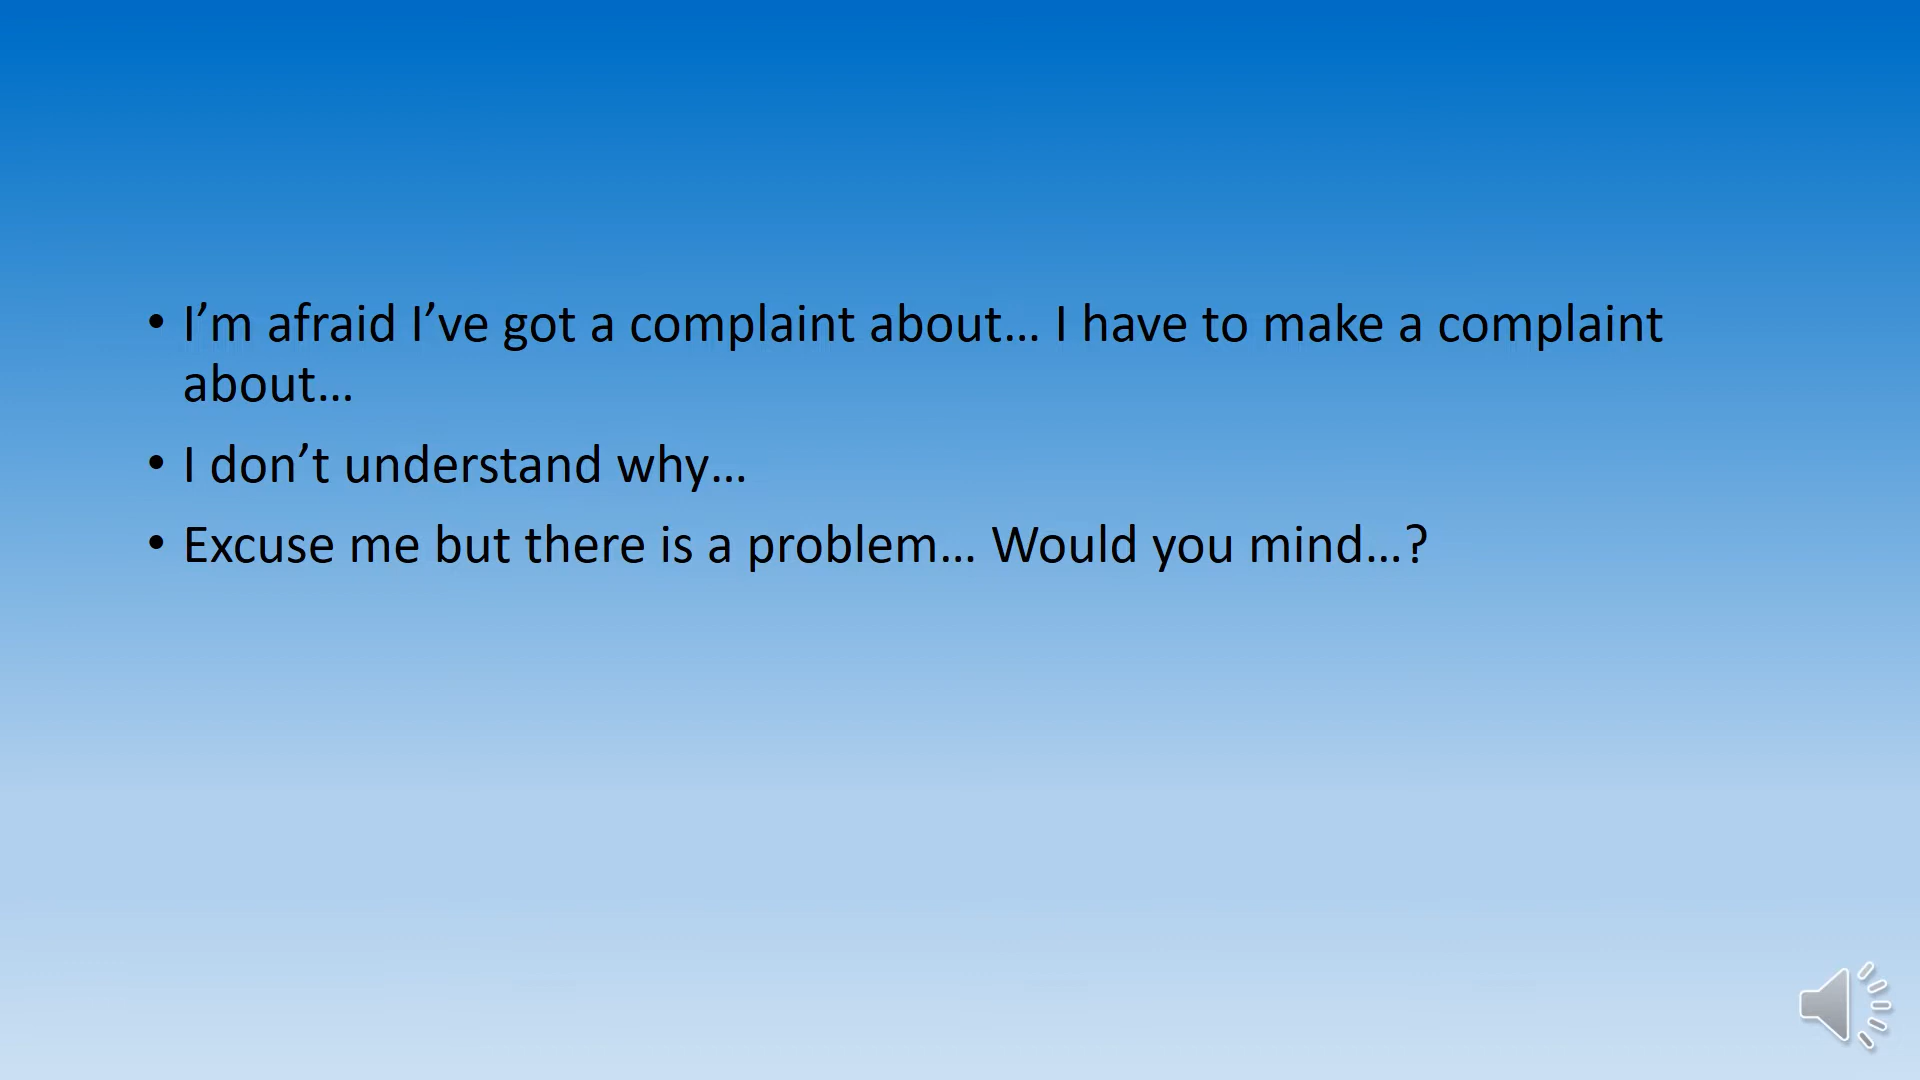 • I’m afraid I’ve got a complaint about… I have to make a complaint
about…
• I don’t understand why…
• Excuse me but there is a problem… Would you mind…?